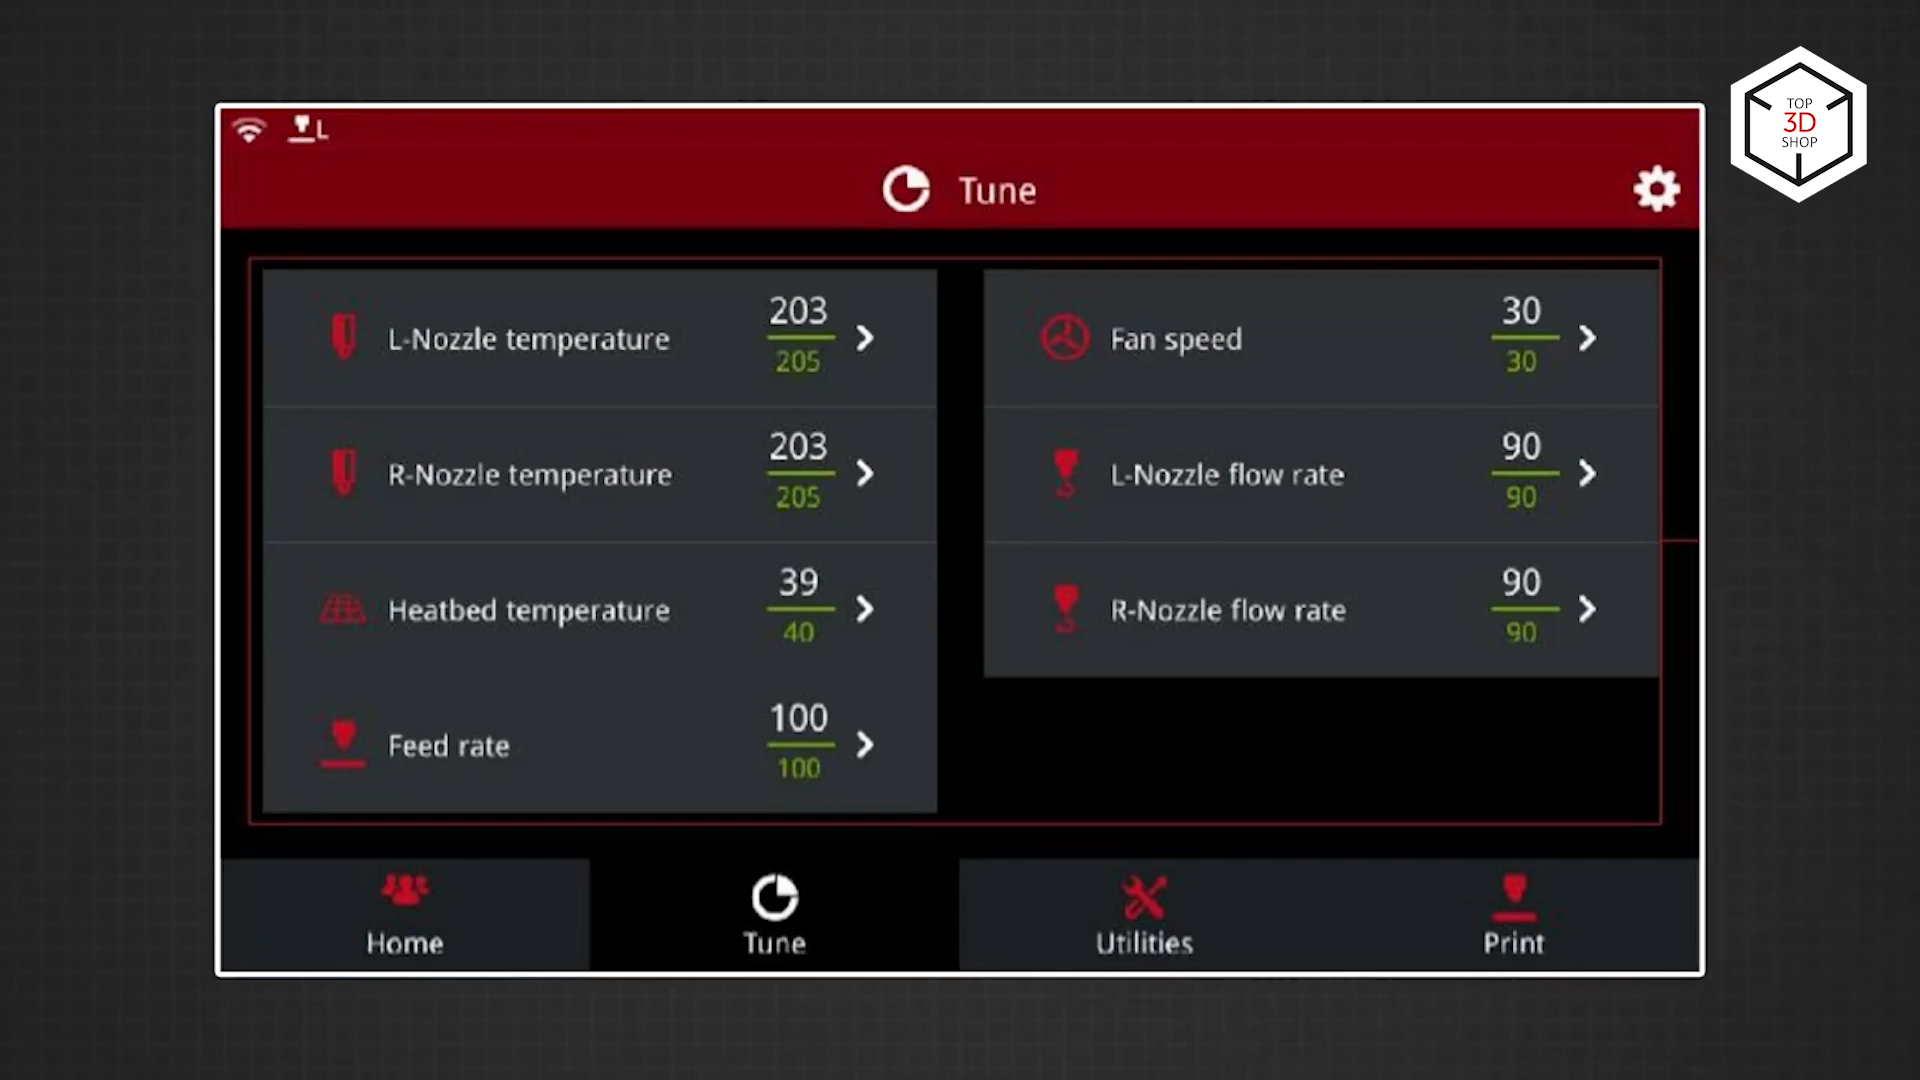 L
Tune
L-Nozzle temperature
203
205
R-Nozzle temperature
203
205
Heatbed temperature
39
40
Feed rate
100
100
Fan speed
30
30
L-Nozzle flow rate
90
90
R-Nozzle flow rate
90
90
Home
Tune
Utilities
Print
TOP
3D
SHOP